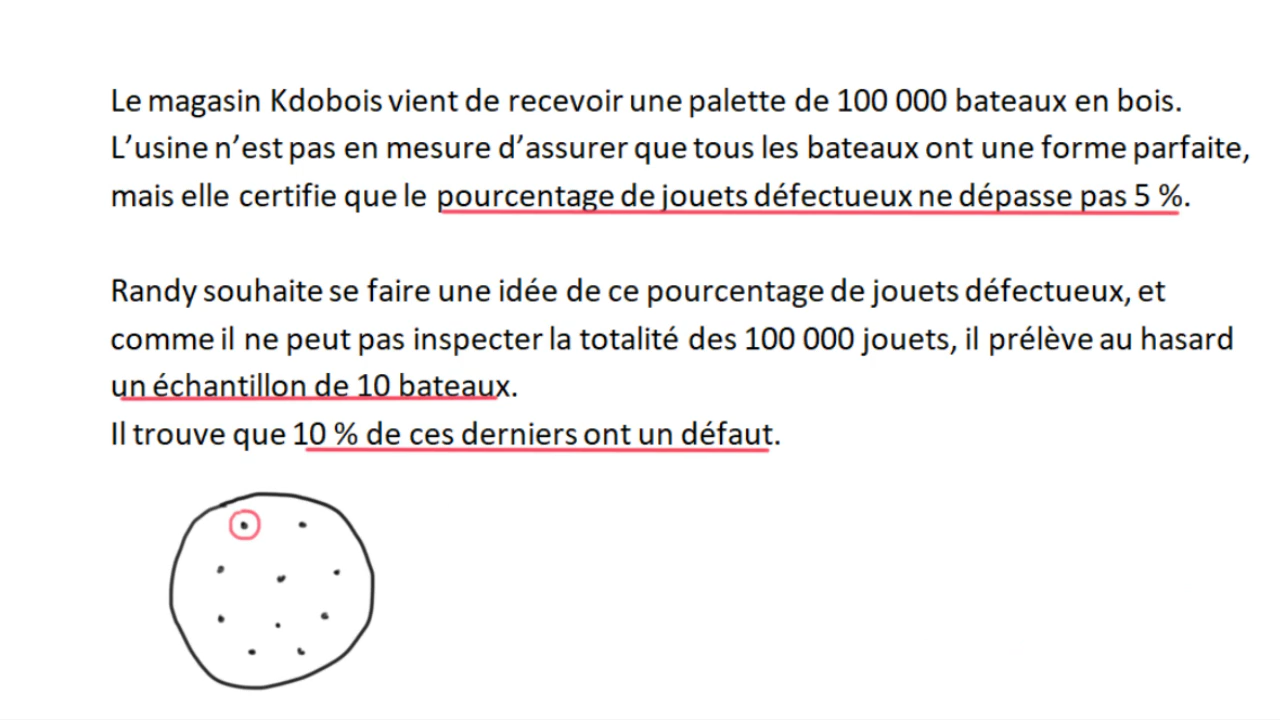 Le magasin Kdobois vient de recevoir une palette de 100 000 bateaux en bois.
L’usine n’est pas en mesure d’assurer que tous les bateaux ont une forme parfaite,
mais elle certifie que le pourcentage de jouets défectueux ne dépasse pas 5 %.
Randy souhaite se faire une idée de ce pourcentage de jouets défectueux, et
comme il ne peut pas inspecter la totalité des 100 000 jouets, il prélève au hasard
un échantillon de 10 bateaux.
Il trouve que 10 % de ces derniers ont un défaut.